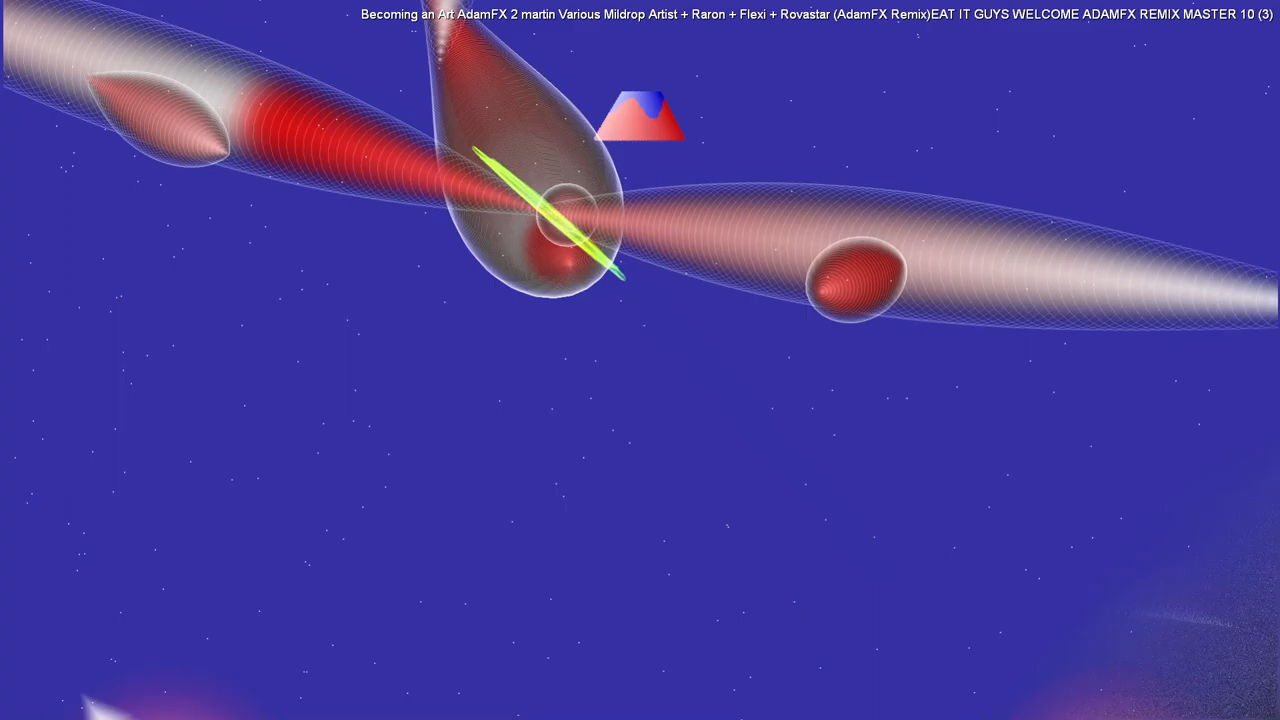 Becoming an Art AdamFX 2 martin Various Mildrop Artist + Raron + Flexi + Rovastar (AdamFX Remix)EAT IT GUYS WELCOME ADAMFX REMIX MASTER 10 (3)